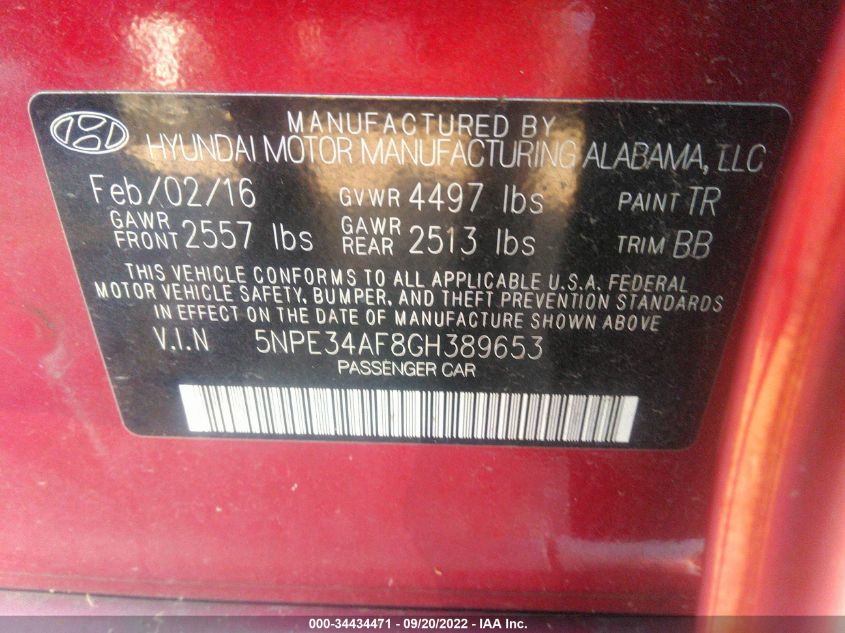 MANUFACTURED BY
HYUNDAI MOTOR MANUFACTURING ALABAMA, LLC
Feb/02/16 GVWR 4497 lbs PAINT TR
GAWR FRONT 2557 lbs GAWR REAR 2513 lbs TRIM BB
THIS VEHICLE CONFORMS TO ALL APPLICABLE U.S.A. FEDERAL
MOTOR VEHICLE SAFETY, BUMPER, AND THEFT PREVENTION STANDARDS
IN EFFECT ON THE DATE OF MANUFACTURE SHOWN ABOVE
V.I.N 5NPE34AF8GH389653
PASSENGER CAR
000-34434471 - 09/20/2022 - IAA Inc.